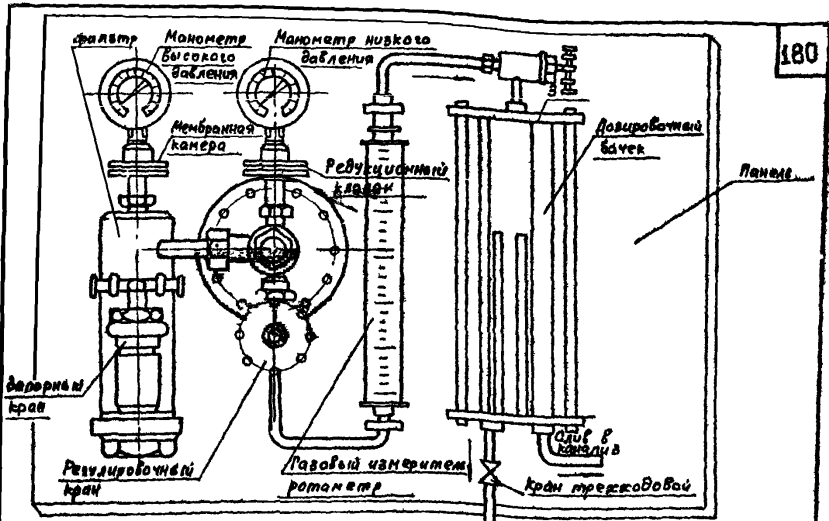 фильтр
Манометр
высокого
давления
Манометр низкого
давления
180
Мембранная
камера
Редукционный
клапан
Дозировочный
бачек
Панель
Запорный
кран
Регулировочный
кран
Газовый измеритель
ротаметр
Слив в
канализ
Кран трехходовой